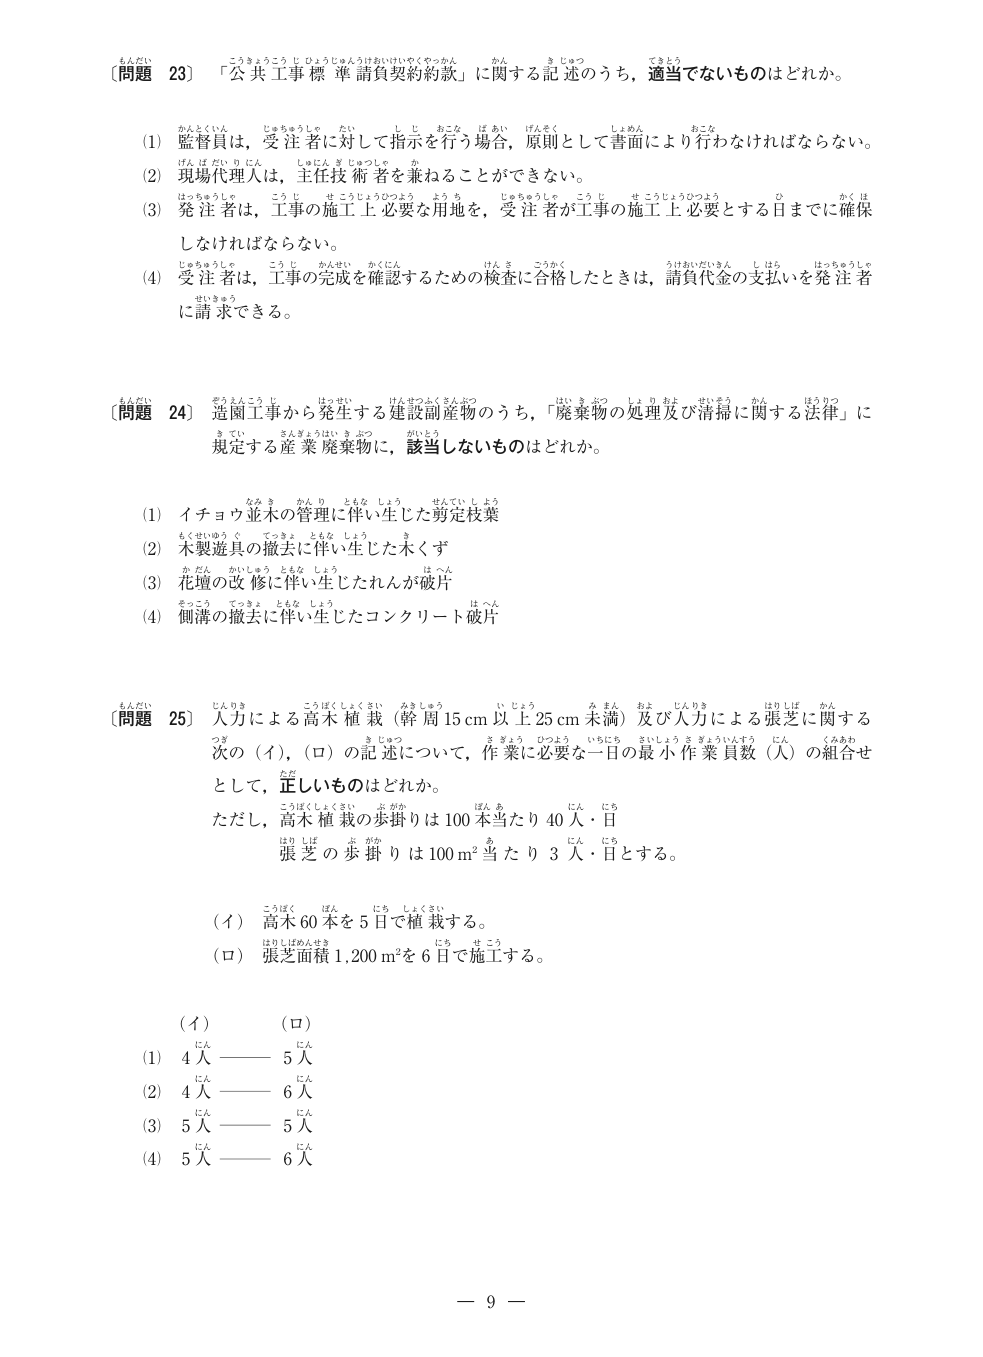 〔問題　23〕　「公共工事標準請負契約約款」に関する記述のうち，適当でないものはどれか。
⑴　監督員は，受注者に対して指示を行う場合，原則として書面により行わなければならない。
⑵　現場代理人は，主任技術者を兼ねることができない。
⑶　発注者は，工事の施工上必要な用地を，受注者が工事の施工上必要とする日までに確保
しなければならない。
⑷　受注者は，工事の完成を確認するための検査に合格したときは，請負代金の支払いを発注者
に請求できる。
〔問題　24〕　造園工事から発生する建設副産物のうち，「廃棄物の処理及び清掃に関する法律」に
規定する産業廃棄物に，該当しないものはどれか。
⑴　イチョウ並木の管理に伴い生じた剪定枝葉
⑵　木製遊具の撤去に伴い生じた木くず
⑶　花壇の改修に伴い生じたれんが破片
⑷　側溝の撤去に伴い生じたコンクリート破片
〔問題　25〕　人力による高木植栽（幹周 15 cm 以上 25 cm 未満）及び人力による張芝に関する
次の（イ），（ロ）の記述について，作業に必要な一日の最小作業員数（人）の組合せ
として，正しいものはどれか。
ただし，高木植栽の歩掛りは 100 本当たり 40 人・日
張芝の歩掛りは 100 m² 当たり 3 人・日とする。
（イ）　高木 60 本を 5 日で植栽する。
（ロ）　張芝面積 1,200 m²を 6 日で施工する。
（イ）　　　（ロ）
⑴　4 人 ――― 5 人
⑵　4 人 ――― 6 人
⑶　5 人 ――― 5 人
⑷　5 人 ――― 6 人
― 9 ―